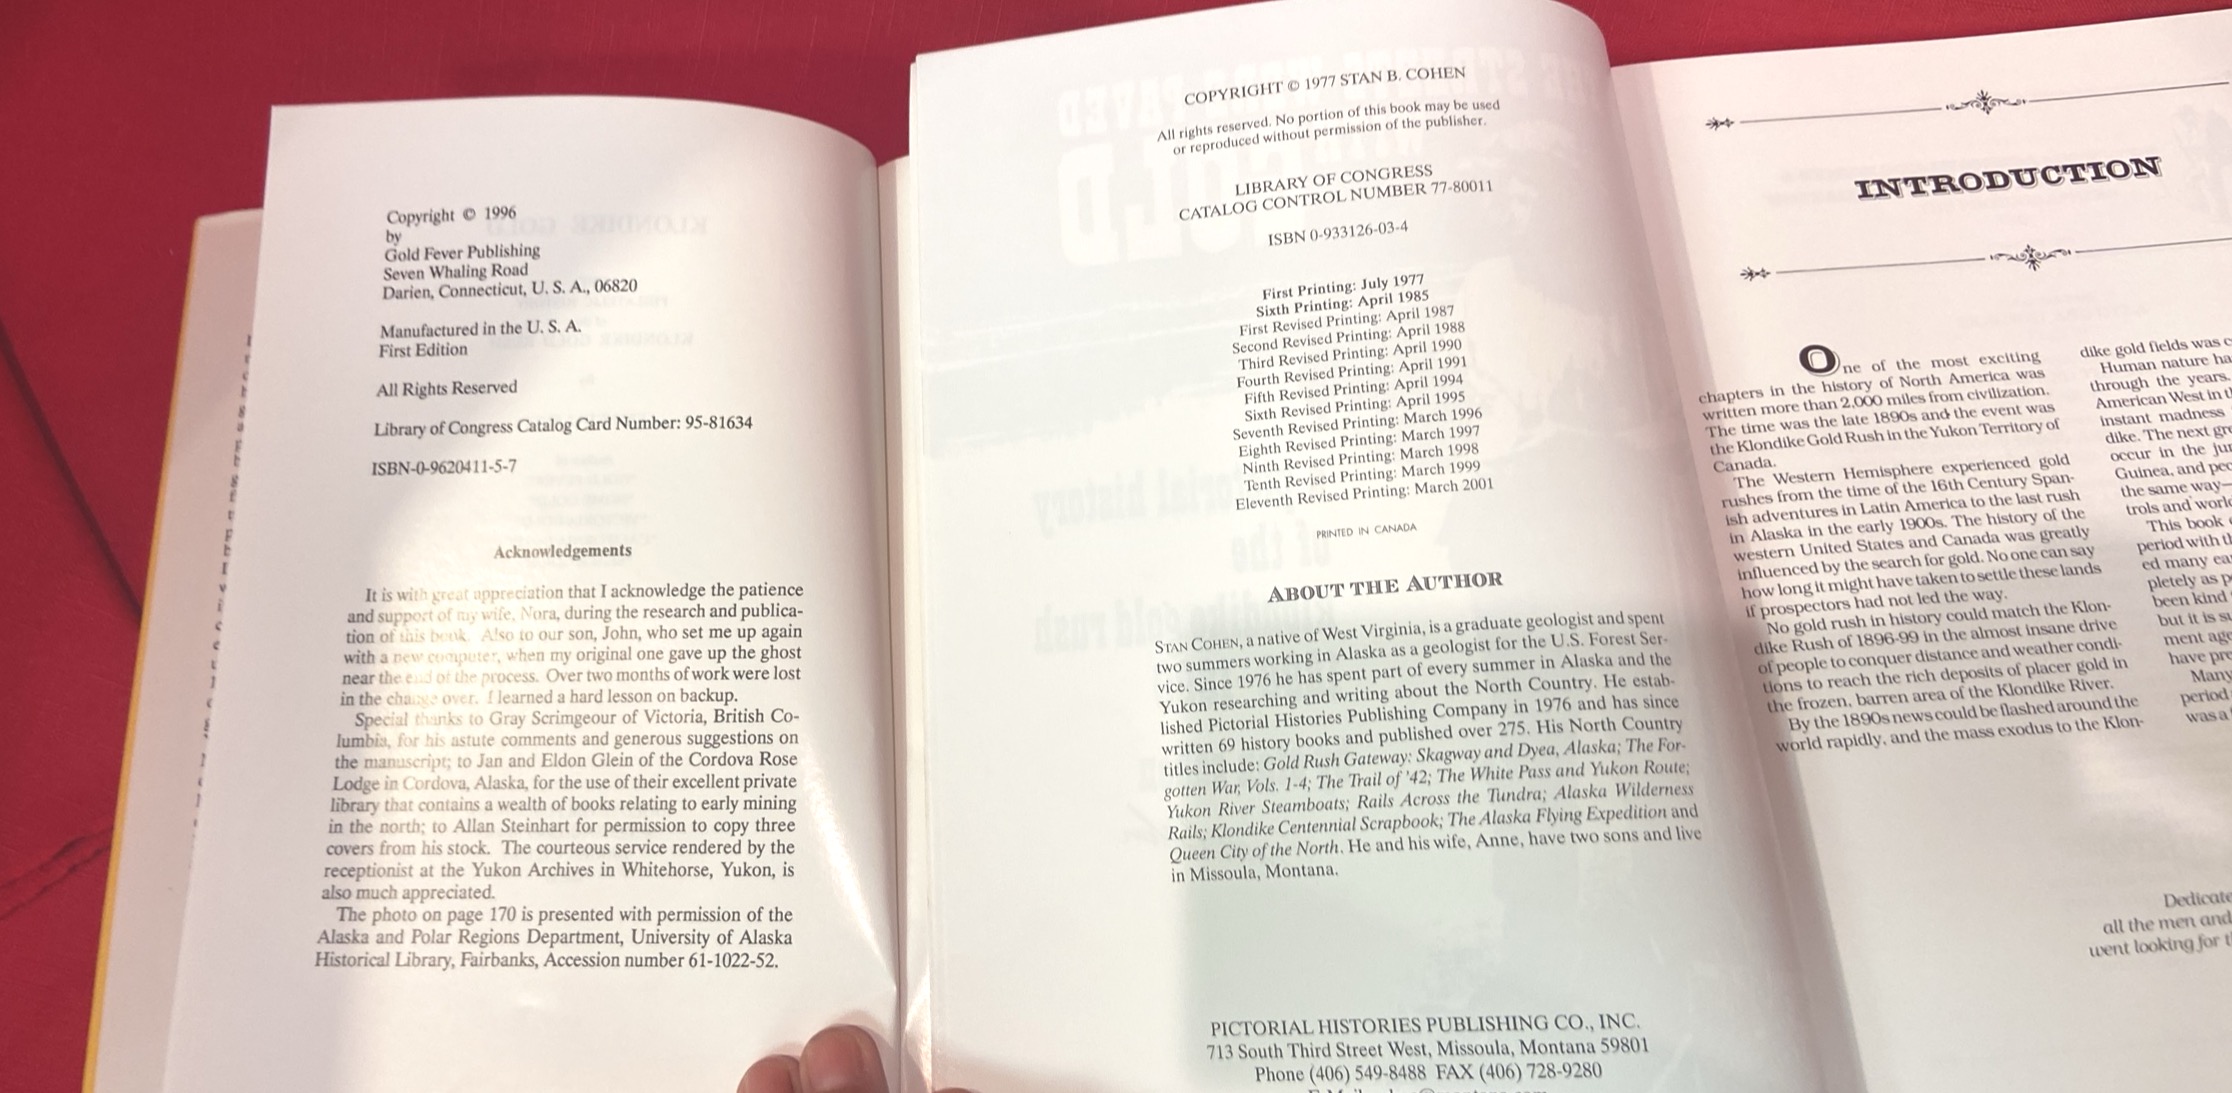 Copyright © 1996
by
Gold Fever Publishing
Seven Whaling Road
Darien, Connecticut, U. S. A., 06820
Manufactured in the U. S. A.
First Edition
All Rights Reserved
Library of Congress Catalog Card Number: 95-81634
ISBN-0-9620411-5-7
Acknowledgements
It is with great appreciation that I acknowledge the patience
and support of my wife, Nora, during the research and publica-
tion of this book. Also to our son, John, who set me up again
with a new computer, when my original one gave up the ghost
near the end of the process. Over two months of work were lost
in the change over. I learned a hard lesson on backup.
Special thanks to Gray Scrimgeour of Victoria, British Co-
lumbia, for his astute comments and generous suggestions on
the manuscript; to Jan and Eldon Glein of the Cordova Rose
Lodge in Cordova, Alaska, for the use of their excellent private
library that contains a wealth of books relating to early mining
in the north; to Allan Steinhart for permission to copy three
covers from his stock. The courteous service rendered by the
receptionist at the Yukon Archives in Whitehorse, Yukon, is
also much appreciated.
The photo on page 170 is presented with permission of the
Alaska and Polar Regions Department, University of Alaska
Historical Library, Fairbanks, Accession number 61-1022-52.
COPYRIGHT © 1977 STAN B. COHEN
All rights reserved. No portion of this book may be used
or reproduced without permission of the publisher.
LIBRARY OF CONGRESS
CATALOG CONTROL NUMBER 77-80011
ISBN 0-933126-03-4
First Printing: July 1977
Sixth Printing: April 1985
First Revised Printing: April 1987
Second Revised Printing: April 1988
Third Revised Printing: April 1990
Fourth Revised Printing: April 1991
Fifth Revised Printing: April 1994
Sixth Revised Printing: April 1995
Seventh Revised Printing: March 1996
Eighth Revised Printing: March 1997
Ninth Revised Printing: March 1998
Tenth Revised Printing: March 1999
Eleventh Revised Printing: March 2001
PRINTED IN CANADA
ABOUT THE AUTHOR
STAN COHEN, a native of West Virginia, is a graduate geologist and spent
two summers working in Alaska as a geologist for the U.S. Forest Ser-
vice. Since 1976 he has spent part of every summer in Alaska and the
Yukon researching and writing about the North Country. He estab-
lished Pictorial Histories Publishing Company in 1976 and has since
written 69 history books and published over 275. His North Country
titles include: Gold Rush Gateway: Skagway and Dyea, Alaska; The For-
gotten War, Vols. 1-4; The Trail of '42; The White Pass and Yukon Route;
Yukon River Steamboats; Rails Across the Tundra; Alaska Wilderness
Rails; Klondike Centennial Scrapbook; The Alaska Flying Expedition and
Queen City of the North. He and his wife, Anne, have two sons and live
in Missoula, Montana.
PICTORIAL HISTORIES PUBLISHING CO., INC.
713 South Third Street West, Missoula, Montana 59801
Phone (406) 549-8488 FAX (406) 728-9280
INTRODUCTION
One of the most exciting
chapters in the history of North America was
written more than 2,000 miles from civilization.
The time was the late 1890s and the event was
the Klondike Gold Rush in the Yukon Territory of
Canada.
The Western Hemisphere experienced gold
rushes from the time of the 16th Century Span-
ish adventures in Latin America to the last rush
in Alaska in the early 1900s. The history of the
western United States and Canada was greatly
influenced by the search for gold. No one can say
how long it might have taken to settle these lands
if prospectors had not led the way.
No gold rush in history could match the Klon-
dike Rush of 1896-99 in the almost insane drive
of people to conquer distance and weather condi-
tions to reach the rich deposits of placer gold in
the frozen, barren area of the Klondike River.
By the 1890s news could be flashed around the
world rapidly, and the mass exodus to the Klon-
dike gold fields was
Human nature
through the years.
American West in
instant madness
dike. The next
occur in the
Guinea, and
the same way—
trols and
This book
period with
ed many
pletely as
been kind
but it is
ment
have
Many
period
was a
all the men and
went looking for